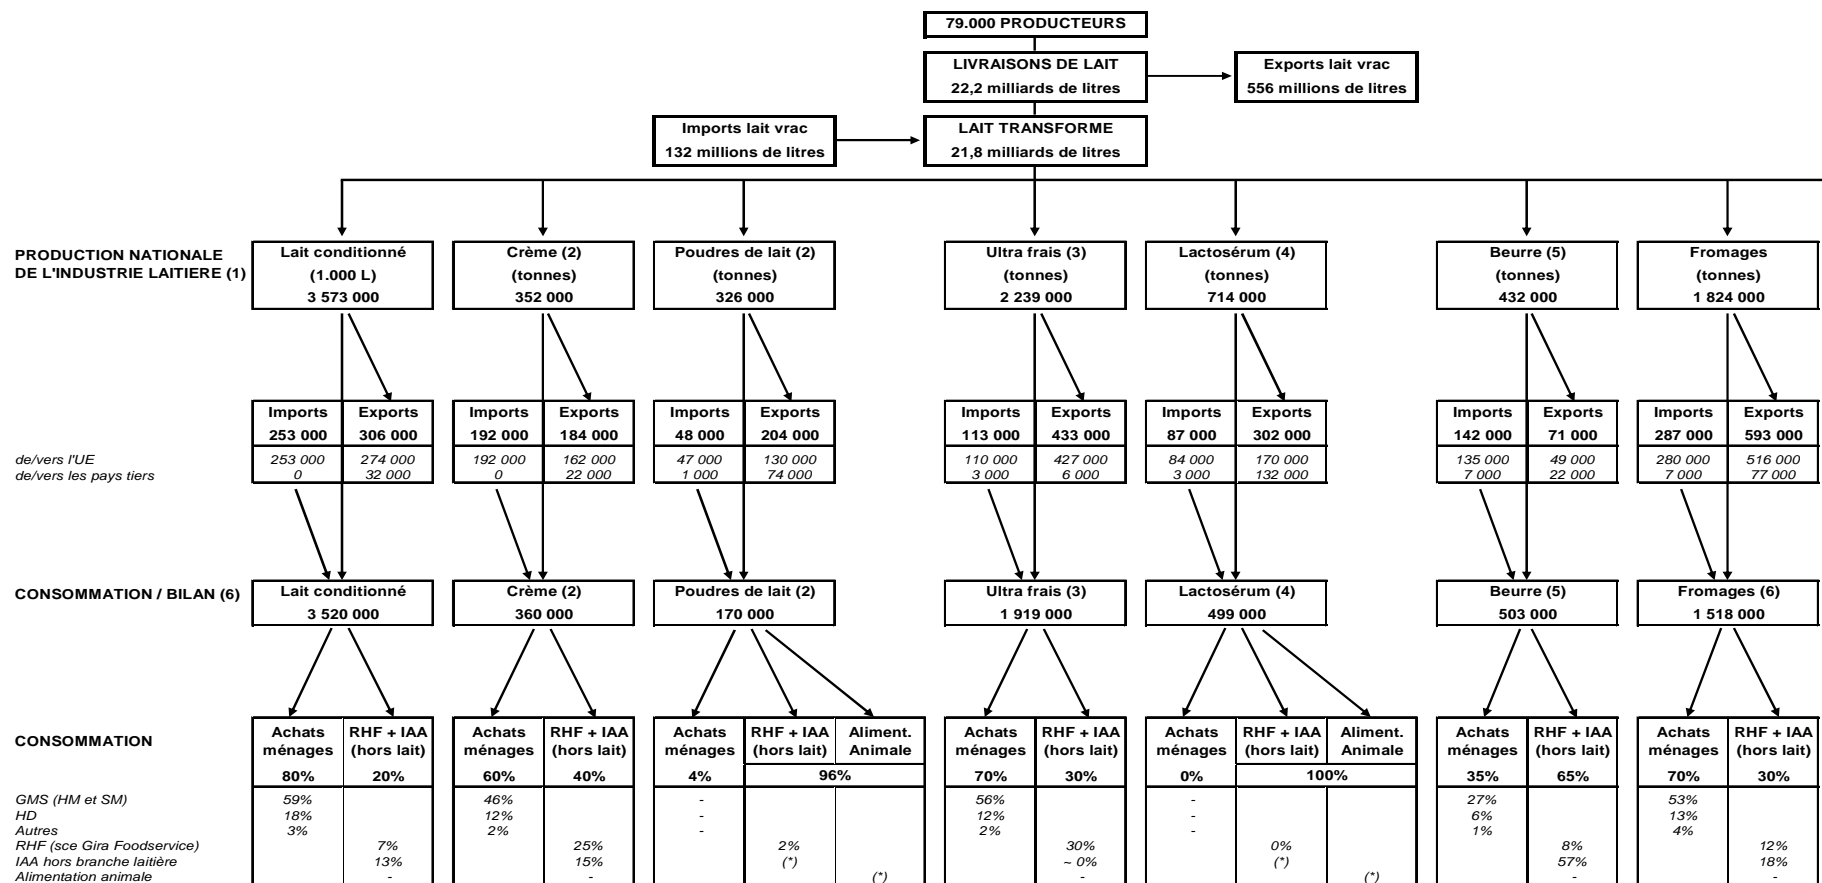 79.000 PRODUCTEURS
LIVRAISONS DE LAIT
22,2 milliards de litres
Exports lait vrac
556 millions de litres
Imports lait vrac
132 millions de litres
LAIT TRANSFORME
21,8 milliards de litres
PRODUCTION NATIONALE
DE L'INDUSTRIE LAITIERE (1)
Lait conditionné
(1.000 L)
3 573 000
Crème (2)
(tonnes)
352 000
Poudres de lait (2)
(tonnes)
326 000
Ultra frais (3)
(tonnes)
2 239 000
Lactosérum (4)
(tonnes)
714 000
Beurre (5)
(tonnes)
432 000
Fromages
(tonnes)
1 824 000
Imports Exports Imports Exports Imports Exports Imports Exports Imports Exports Imports Exports Imports Exports
253 000 306 000 192 000 184 000 48 000 204 000 113 000 433 000 87 000 302 000 142 000 71 000 287 000 593 000
de/vers l'UE 253 000 274 000 192 000 162 000 47 000 130 000 110 000 427 000 84 000 170 000 135 000 49 000 280 000 516 000
de/vers les pays tiers 0 32 000 0 22 000 1 000 74 000 3 000 6 000 3 000 132 000 7 000 22 000 7 000 77 000
CONSOMMATION / BILAN (6)
Lait conditionné
3 520 000
Crème (2)
360 000
Poudres de lait (2)
170 000
Ultra frais (3)
1 919 000
Lactosérum (4)
499 000
Beurre (5)
503 000
Fromages (6)
1 518 000
CONSOMMATION
Achats RHF + IAA Achats RHF + IAA Achats RHF + IAA Aliment. Achats RHF + IAA Achats RHF + IAA Aliment. Achats RHF + IAA Achats RHF + IAA
ménages (hors lait) ménages (hors lait) ménages (hors lait) Animale ménages (hors lait) ménages (hors lait) Animale ménages (hors lait) ménages (hors lait)
80% 20% 60% 40% 4% 96% 70% 30% 0% 100% 35% 65% 70% 30%
GMS (HM et SM) 59% 46% - 56% - 27% 53%
HD 18% 12% - 12% - 6% 13%
Autres 3% 2% - 2% - 1% 4%
RHF (sce Gira Foodservice) 7% 25% 2% 30% 0% 8% 12%
IAA hors branche laitière 13% 15% (*) ~ 0% (*) 57% 18%
Alimentation animale - - (*) - (*) - -